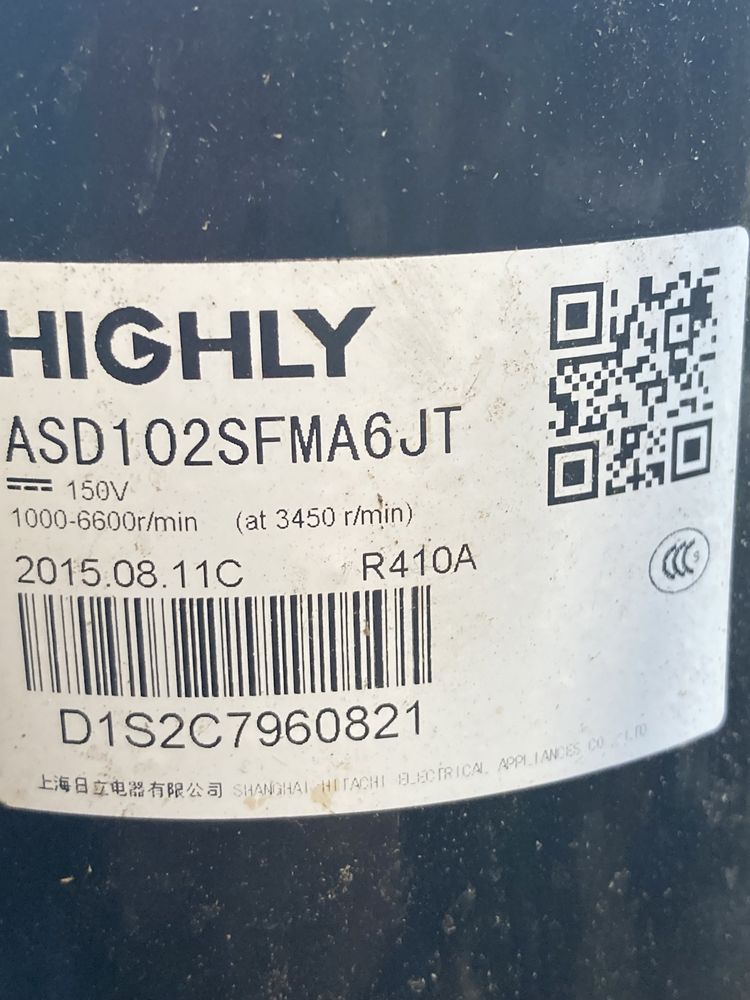 HIGHLY
ASD102SFMA6JT
150V
1000-6600r/min (at 3450 r/min)
2015.08.11C R410A
CCC S
D1S2C7960821
上海日立电器有限公司 SHANGHAI HITACHI ELECTRICAL APPLIANCES CO.,LTD